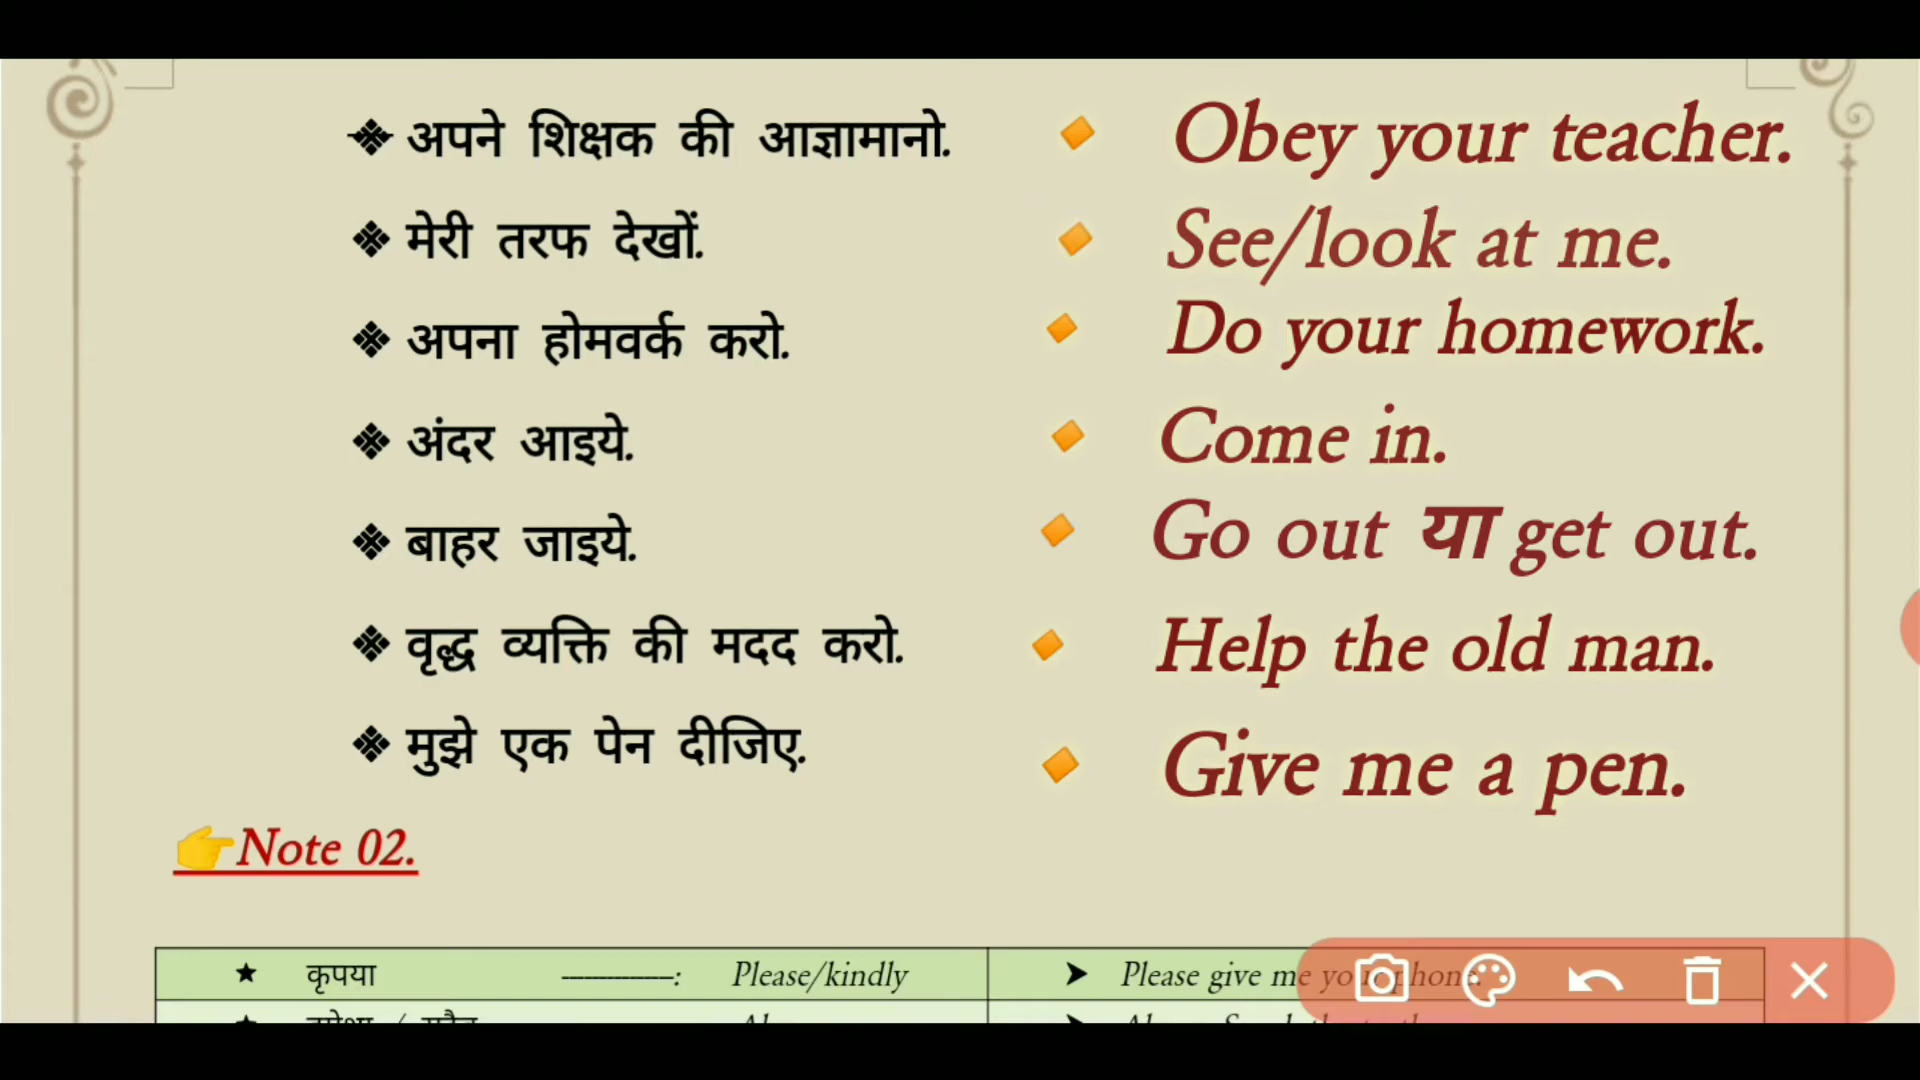 अपने शिक्षक की आज्ञामानो.
Obey your teacher.
मेरी तरफ देखों.
See/look at me.
अपना होमवर्क करो.
Do your homework.
अंदर आइये.
Come in.
बाहर जाइये.
Go out या get out.
वृद्ध व्यक्ति की मदद करो.
Help the old man.
मुझे एक पेन दीजिए.
Give me a pen.
Note 02.
कृपया ------------: Please/kindly Please give me your phone.